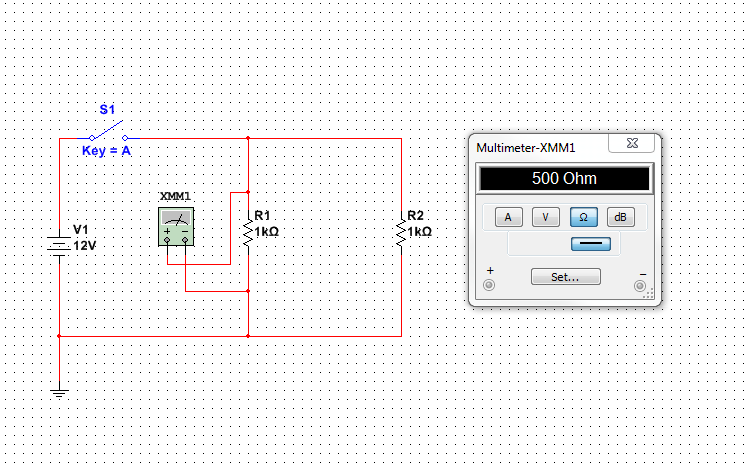 S1
Key = A
XMM1
V1
12V
R1
1kΩ
R2
1kΩ
Multimeter-XMM1
500 Ohm
A V Ω dB
+ −
Set...